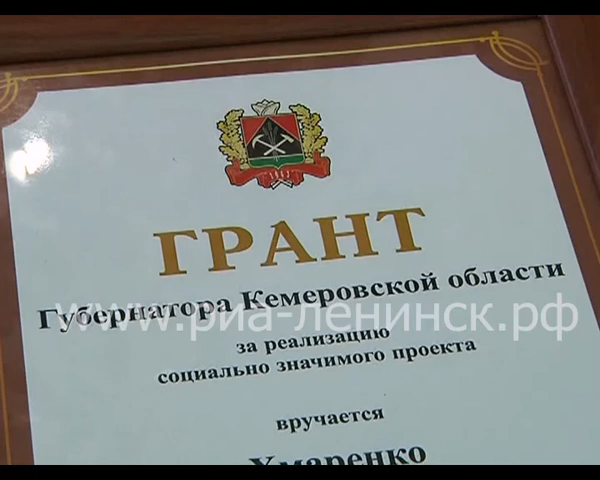 ГРАНТ
Губернатора Кемеровской области
www.риа-ленинск.рф
за реализацию
социально значимого проекта
вручается
Хмаренко